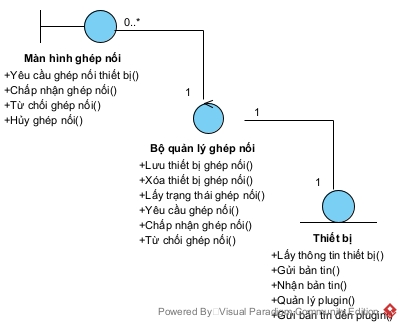 0..*
Màn hình ghép nối
+Yêu cầu ghép nối thiết bị()
+Chấp nhận ghép nối()
+Từ chối ghép nối()
+Hủy ghép nối()
1
1
Bộ quản lý ghép nối
+Lưu thiết bị ghép nối()
+Xóa thiết bị ghép nối()
+Lấy trạng thái ghép nối()
+Yêu cầu ghép nối()
+Chấp nhận ghép nối()
+Từ chối ghép nối()
1
Thiết bị
+Lấy thông tin thiết bị()
+Gửi bản tin()
+Nhận bản tin()
+Quản lý plugin()
+Gửi bản tin đến plugin()
Powered By Visual Paradigm Community Edition